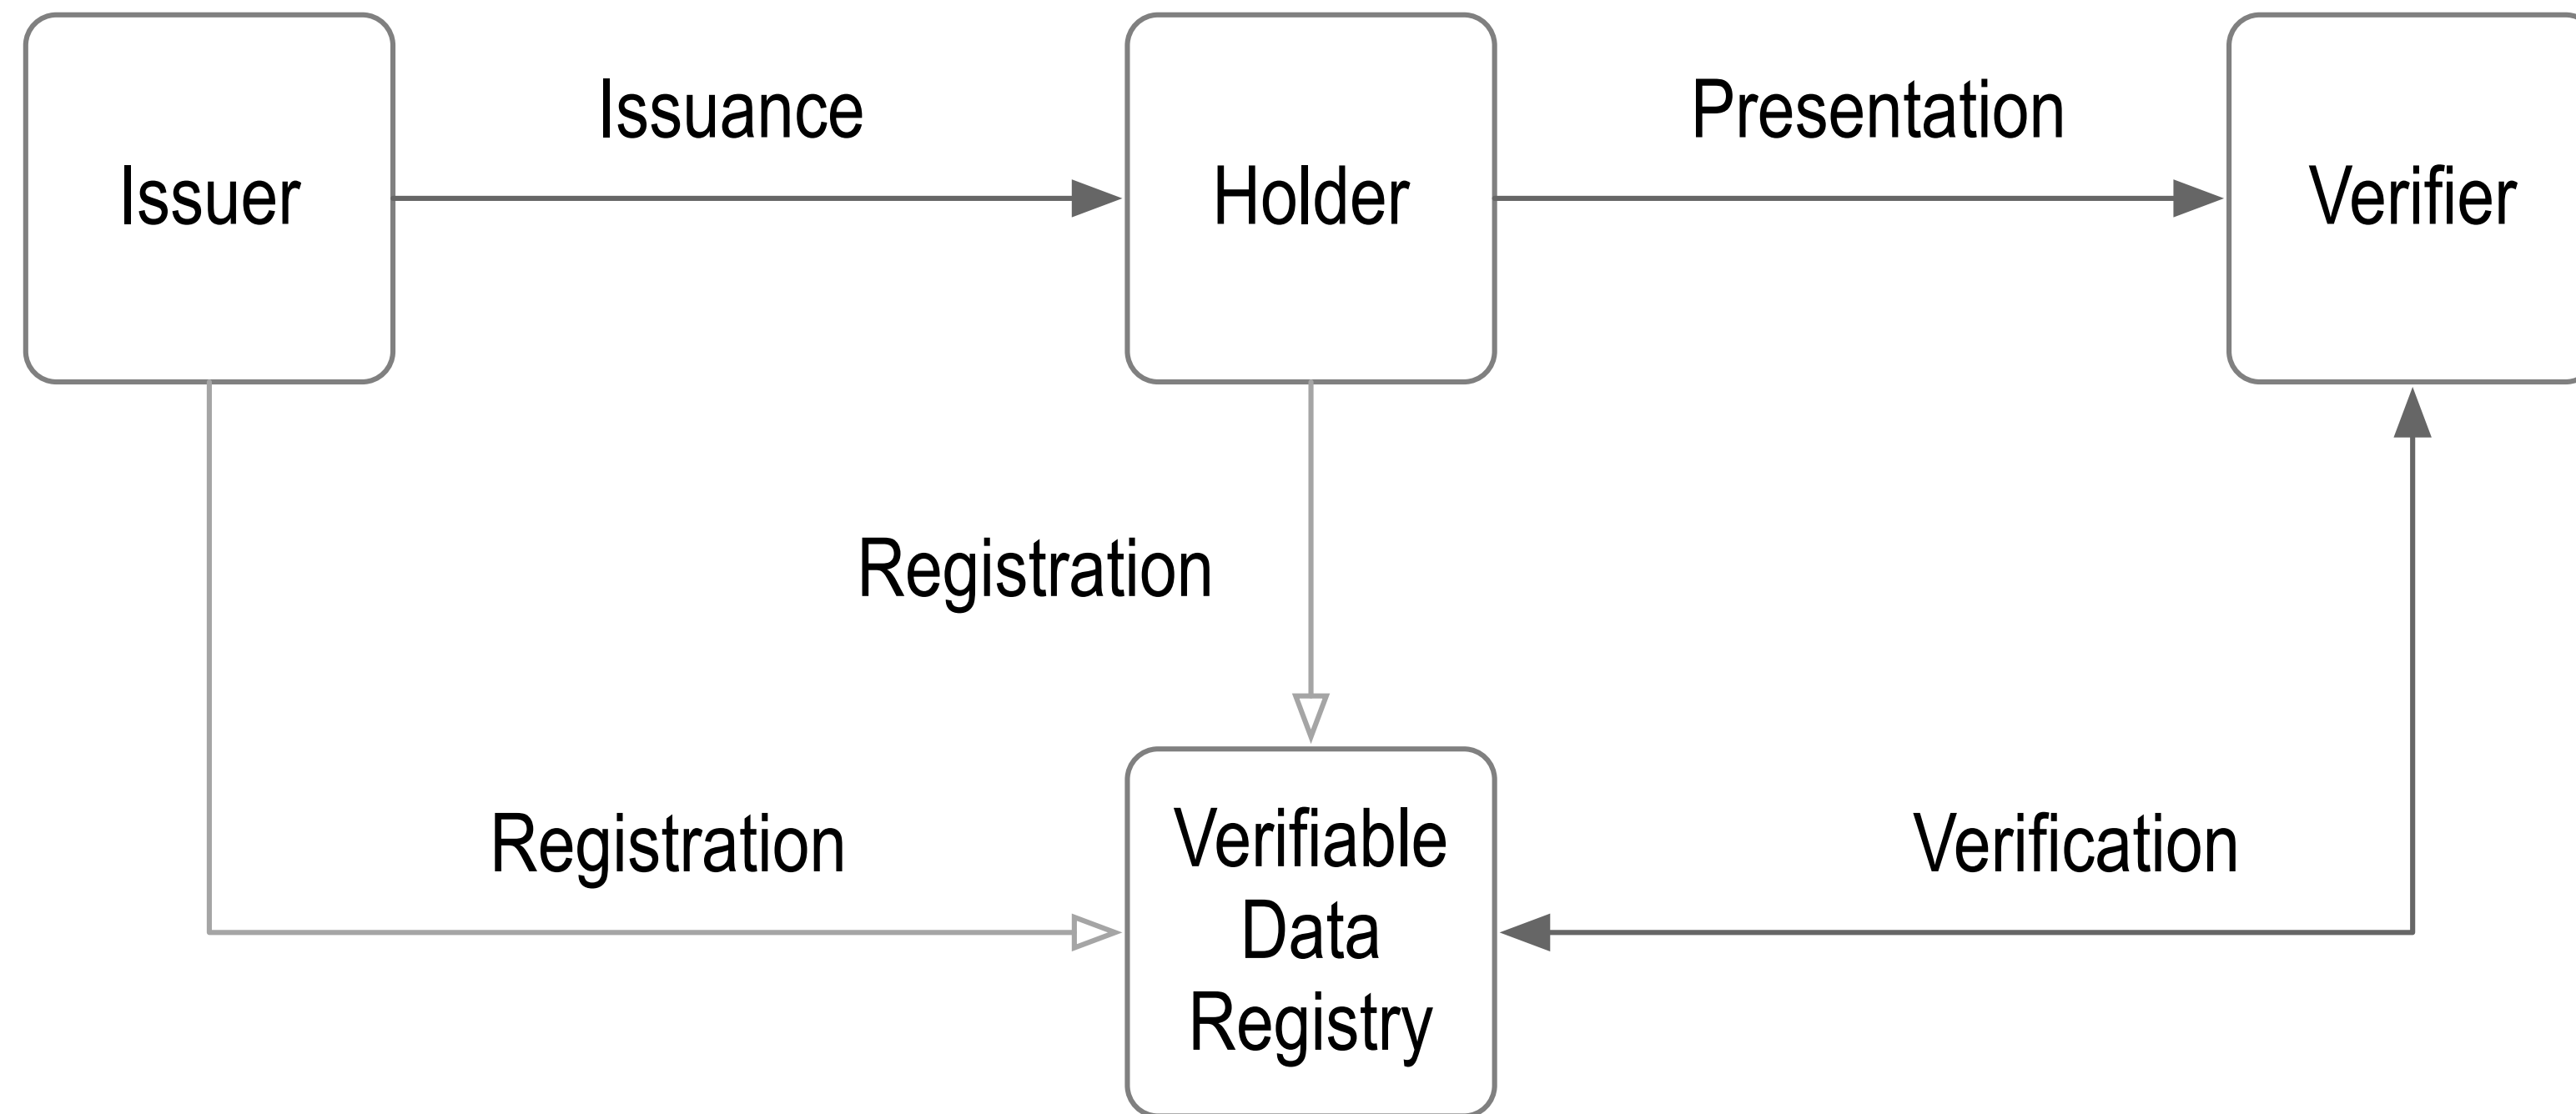 Issuance
Presentation
Issuer
Holder
Verifier
Registration
Registration
Verifiable
Data
Registry
Verification